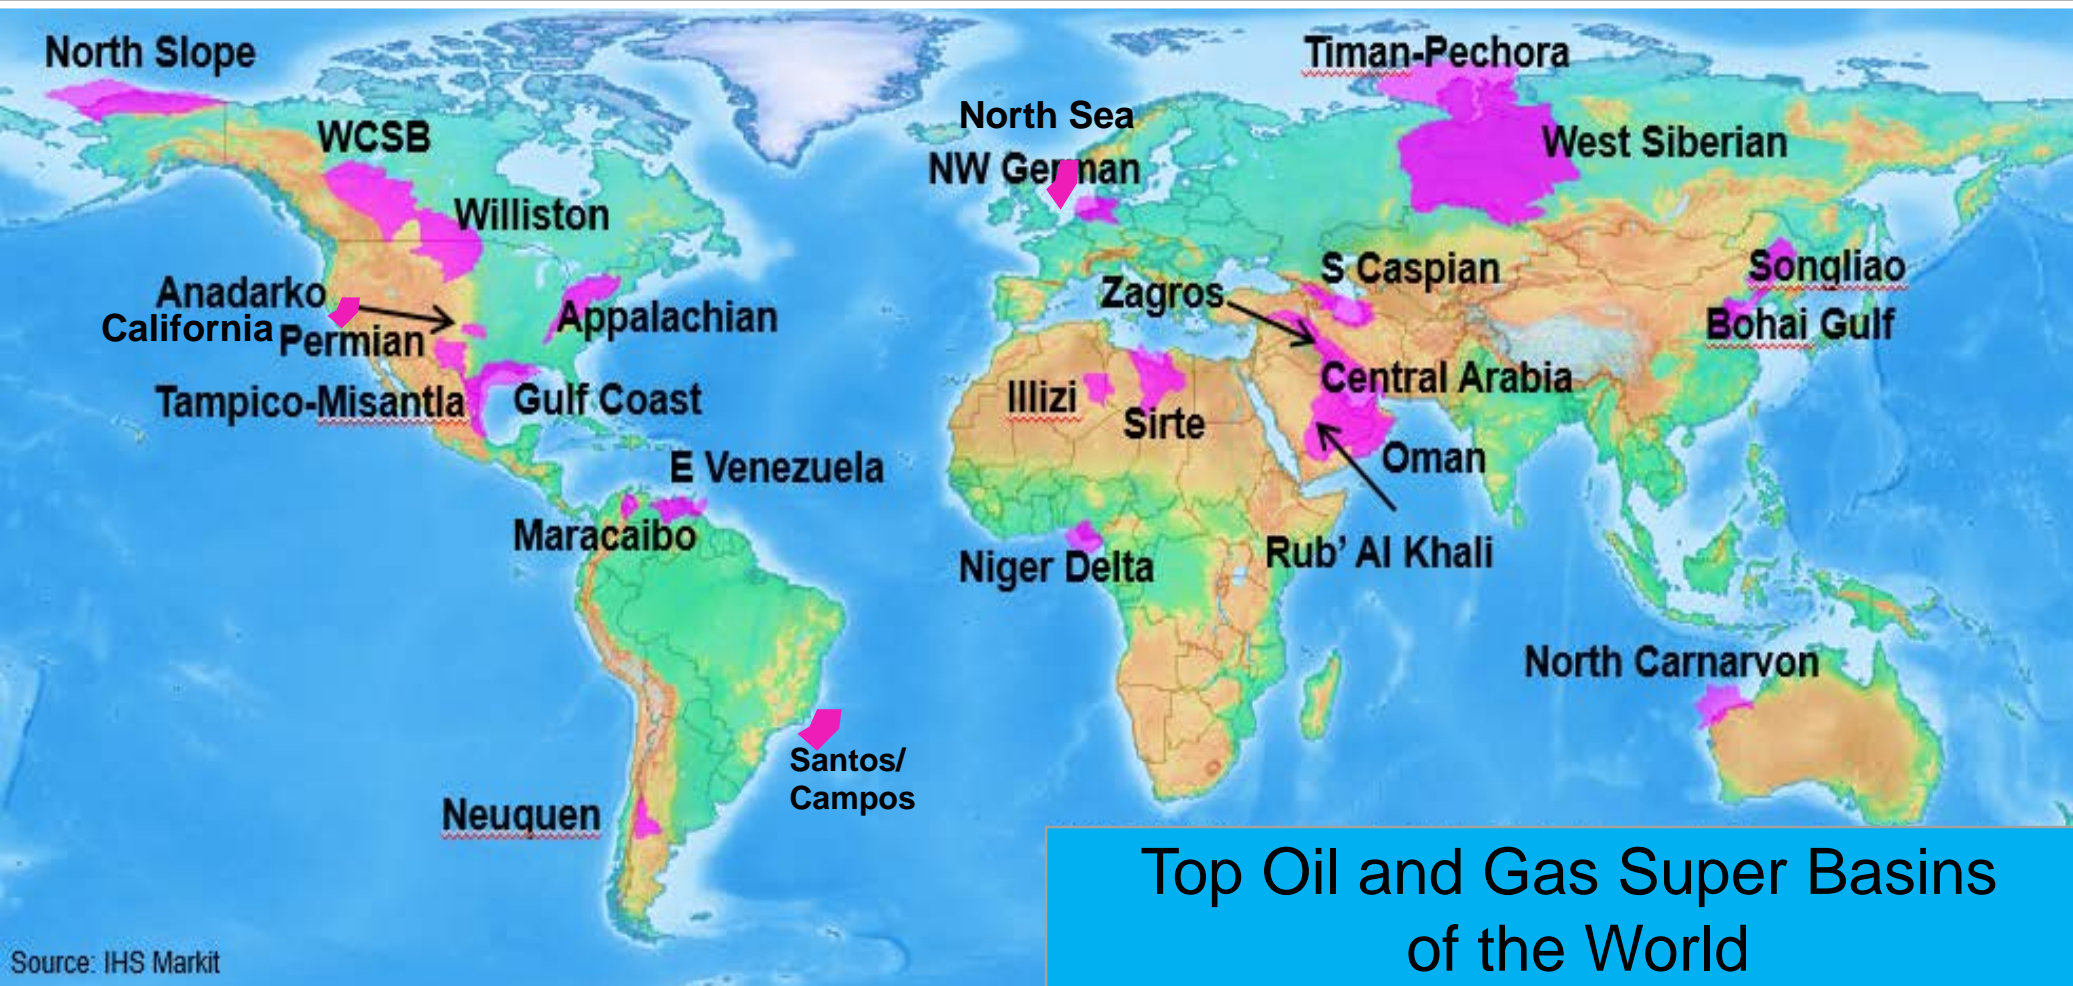 North Slope
Timan-Pechora
North Sea
WCSB
West Siberian
NW German
Williston
Songliao
S Caspian
Zagros
Anadarko
Appalachian
California
Permian
Bohai Gulf
Central Arabia
Illizi
Tampico-Misantla
Gulf Coast
Sirte
Oman
E Venezuela
Maracaibo
Rub' Al Khali
Niger Delta
North Carnarvon
Santos/
Campos
Neuquen
Top Oil and Gas Super Basins
of the World
Source: IHS Markit